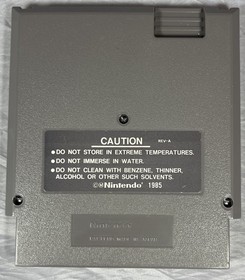 CAUTION
REV-A
• DO NOT STORE IN EXTREME TEMPERATURES.
• DO NOT IMMERSE IN WATER.
• DO NOT CLEAN WITH BENZENE, THINNER,
ALCOHOL OR OTHER SUCH SOLVENTS.
©®Nintendo 1985